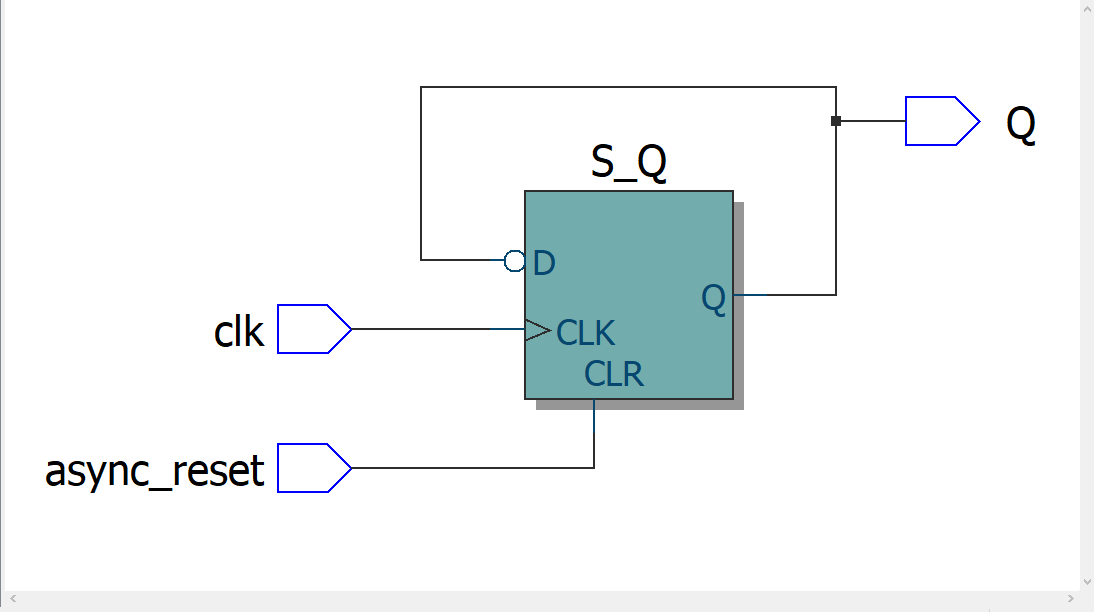 Q
S_Q
D
Q
clk
CLK
CLR
async_reset